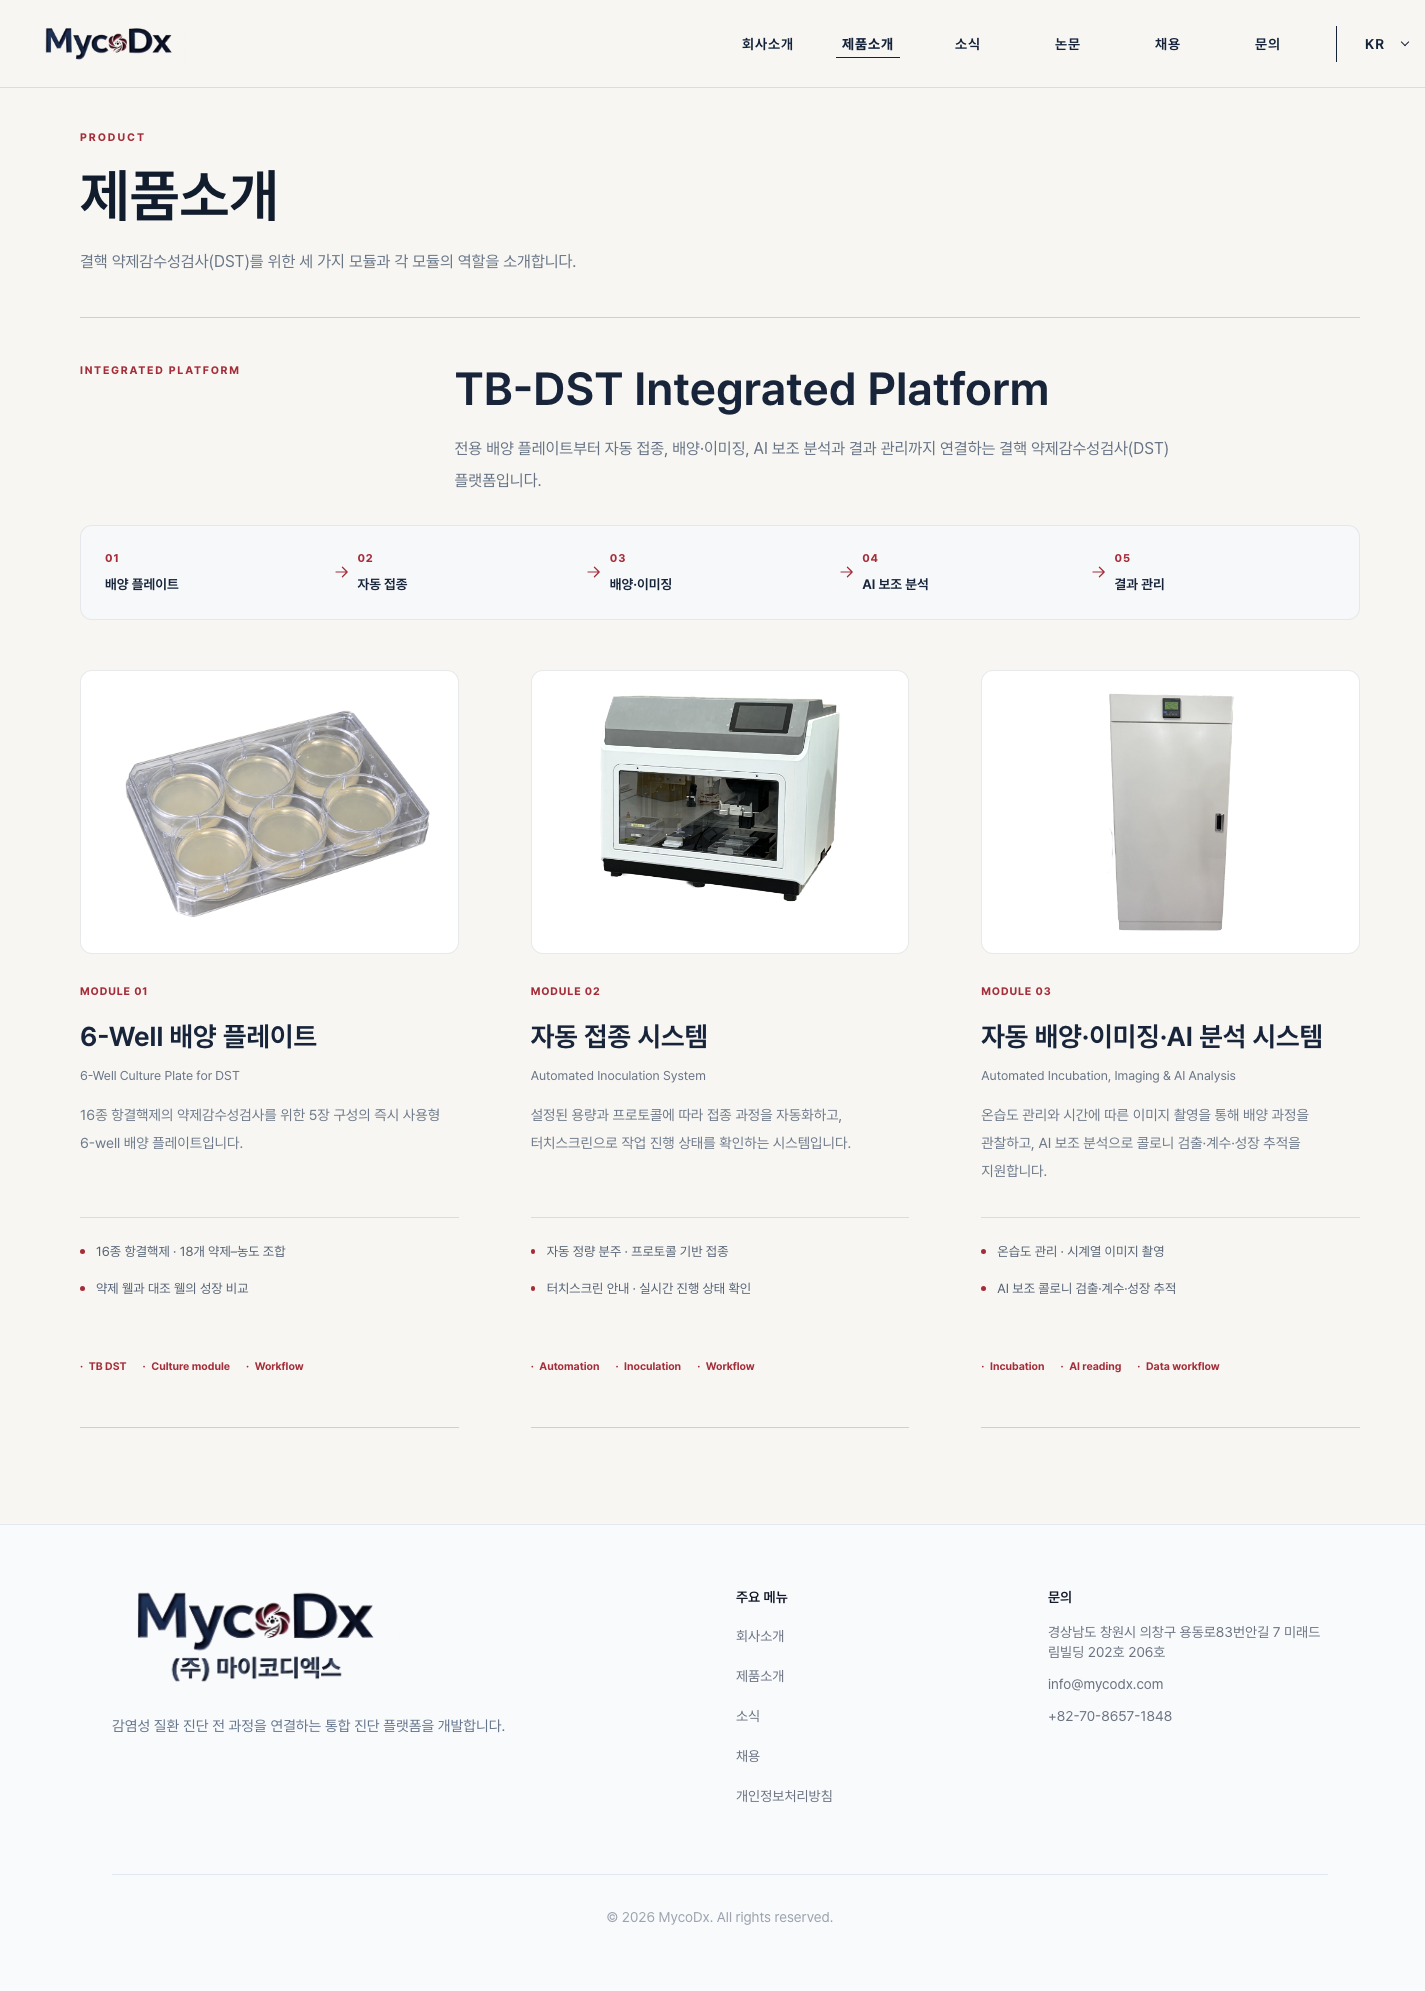 MycoDx
회사소개
제품소개
소식
논문
채용
문의
KR
PRODUCT
제품소개
결핵 약제감수성검사(DST)를 위한 세 가지 모듈과 각 모듈의 역할을 소개합니다.
INTEGRATED PLATFORM
TB-DST Integrated Platform
전용 배양 플레이트부터 자동 접종, 배양·이미징, AI 보조 분석과 결과 관리까지 연결하는 결핵 약제감수성검사(DST)
플랫폼입니다.
01
배양 플레이트
→
02
자동 접종
→
03
배양·이미징
→
04
AI 보조 분석
→
05
결과 관리
MODULE 01
6-Well 배양 플레이트
6-Well Culture Plate for DST
16종 항결핵제의 약제감수성검사를 위한 5장 구성의 즉시 사용형
6-well 배양 플레이트입니다.
• 16종 항결핵제 · 18개 약제–농도 조합
• 약제 웰과 대조 웰의 성장 비교
· TB DST · Culture module · Workflow
MODULE 02
자동 접종 시스템
Automated Inoculation System
설정된 용량과 프로토콜에 따라 접종 과정을 자동화하고,
터치스크린으로 작업 진행 상태를 확인하는 시스템입니다.
• 자동 정량 분주 · 프로토콜 기반 접종
• 터치스크린 안내 · 실시간 진행 상태 확인
· Automation · Inoculation · Workflow
MODULE 03
자동 배양·이미징·AI 분석 시스템
Automated Incubation, Imaging & AI Analysis
온습도 관리와 시간에 따른 이미지 촬영을 통해 배양 과정을
관찰하고, AI 보조 분석으로 콜로니 검출·계수·성장 추적을
지원합니다.
• 온습도 관리 · 시계열 이미지 촬영
• AI 보조 콜로니 검출·계수·성장 추적
· Incubation · AI reading · Data workflow
MycoDx
(주) 마이코디엑스
감염성 질환 진단 전 과정을 연결하는 통합 진단 플랫폼을 개발합니다.
주요 메뉴
회사소개
제품소개
소식
채용
개인정보처리방침
문의
경상남도 창원시 의창구 용동로83번안길 7 미래드
림빌딩 202호 206호
info@mycodx.com
+82-70-8657-1848
© 2026 MycoDx. All rights reserved.